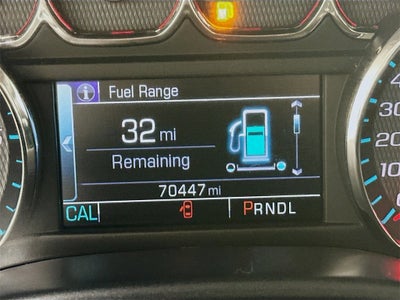 i Fuel Range
32 mi
Remaining
70447 mi
CAL PRNDL